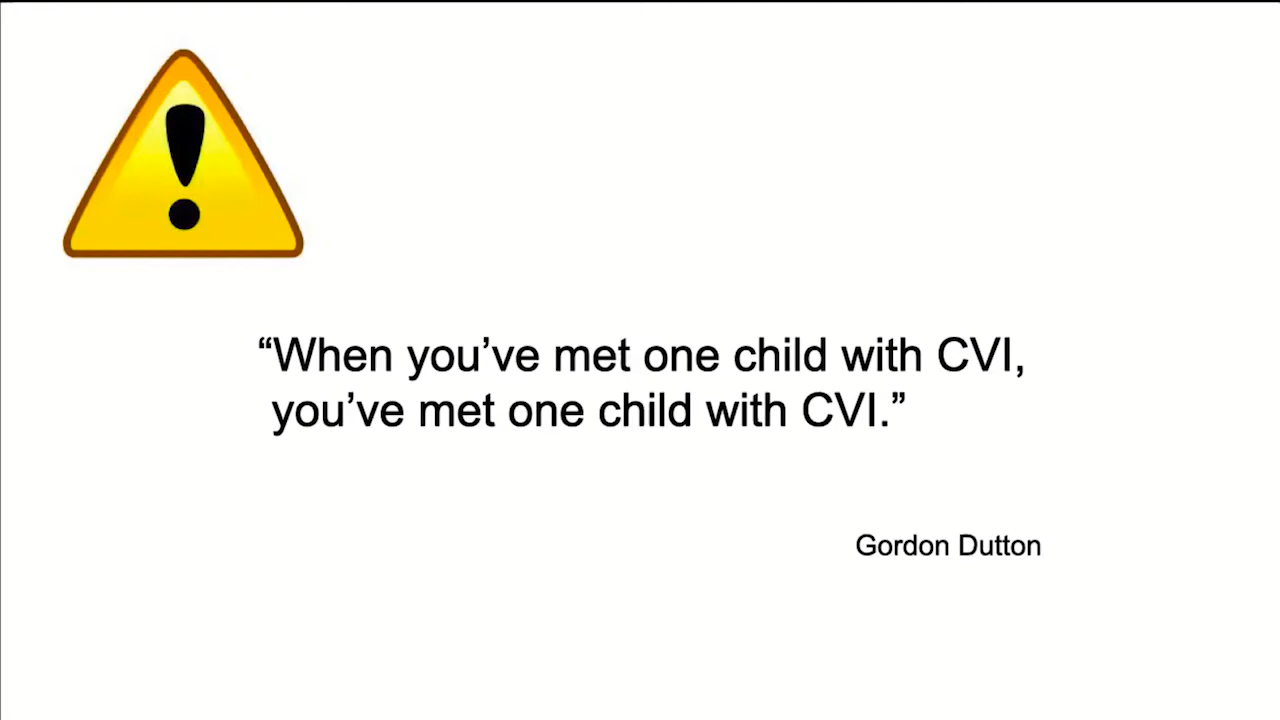 “When you’ve met one child with CVI,
you’ve met one child with CVI.”
Gordon Dutton